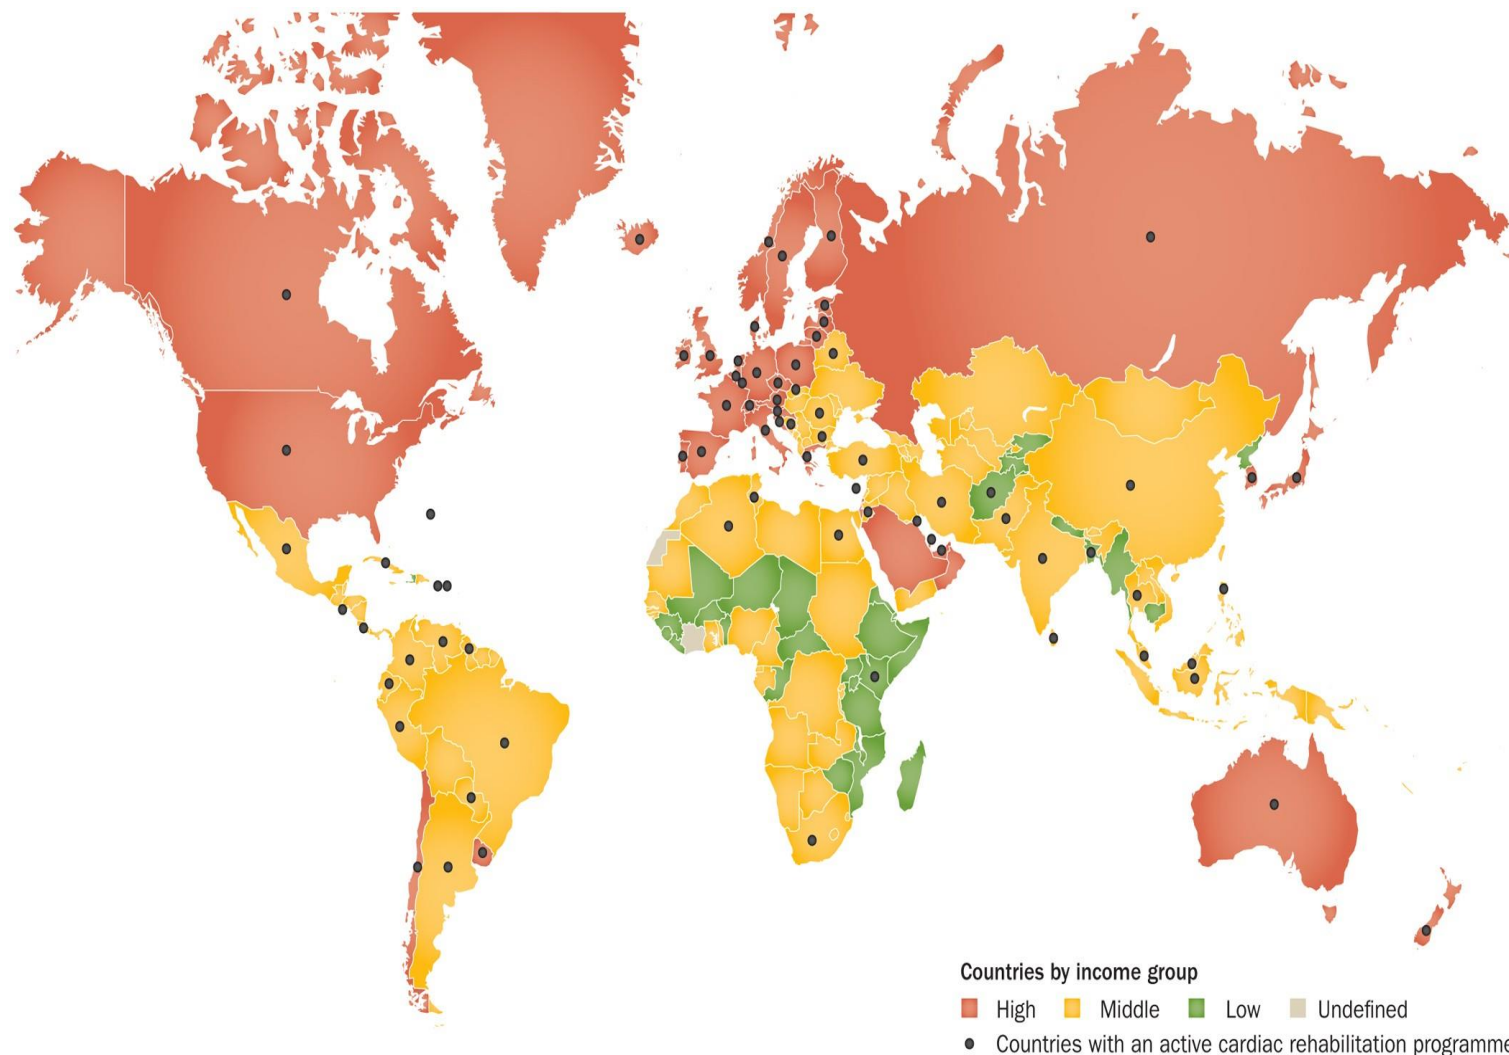 Countries by income group
High Middle Low Undefined
Countries with an active cardiac rehabilitation programme